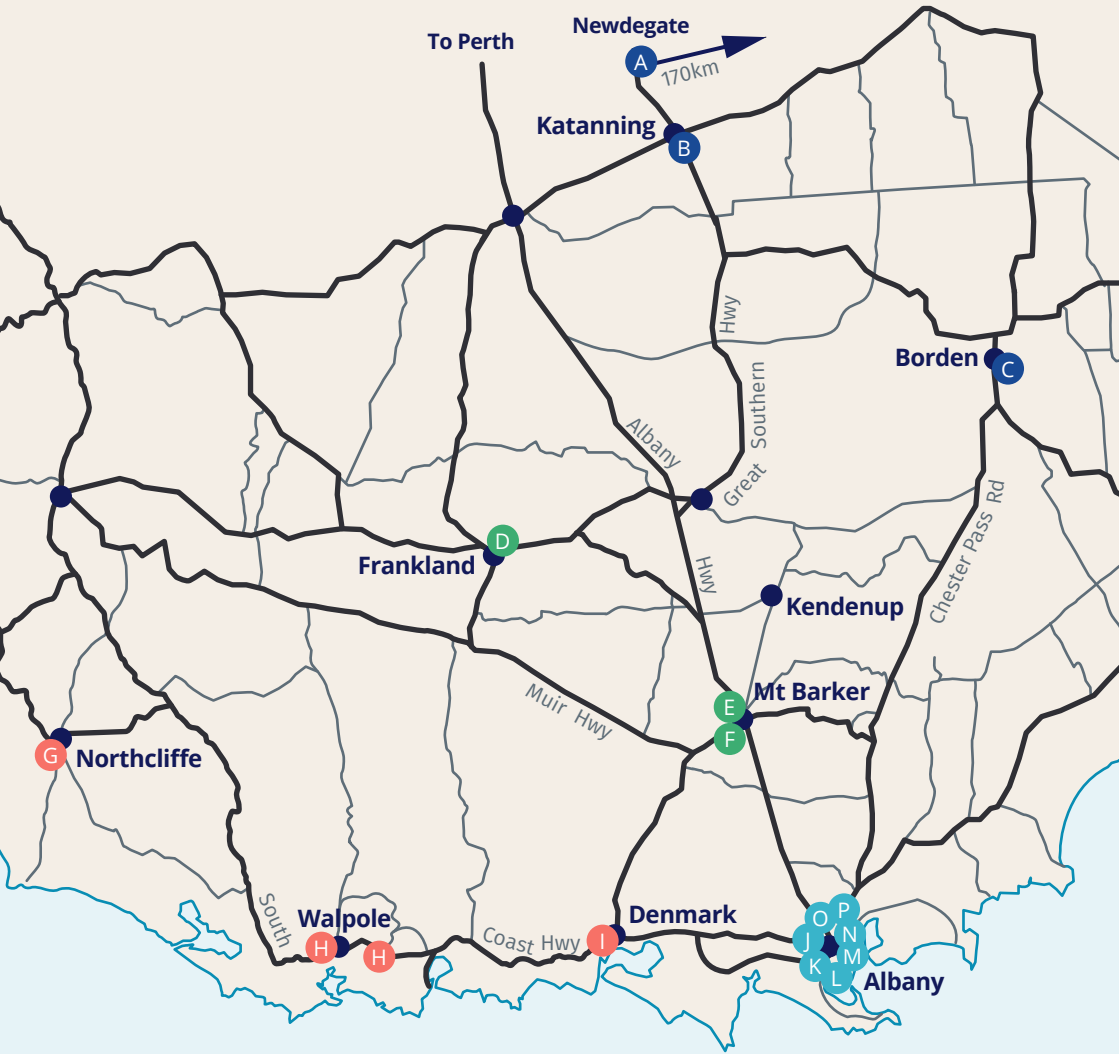 Newdegate
To Perth
A
170km
Katanning
B
Hwy
Borden
C
Southern
Albany
Great
Chester Pass Rd
D
Frankland
Hwy
Kendenup
Mt Barker
E
Muir Hwy
F
G
Northcliffe
South
Walpole
H
H
Coast Hwy
I
Denmark
P
O
N
J
M
K
L
Albany